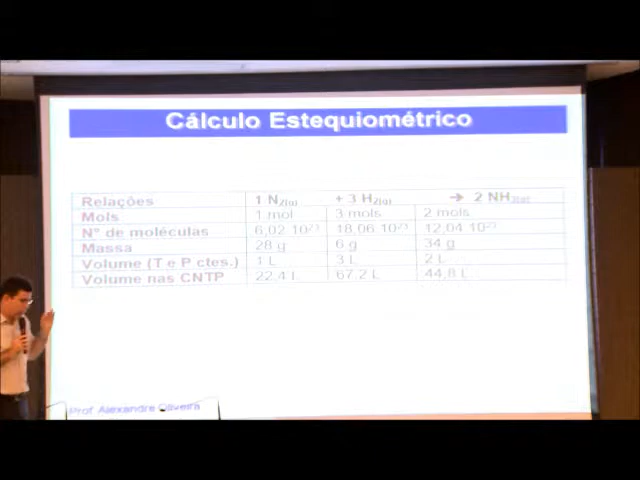 Cálculo Estequiométrico
Relações 1 N2(g) + 3 H2(g) → 2 NH3(g)
Mols 1 mol 3 mols 2 mols
N° de moléculas 6,02 10²³ 18,06 10²³ 12,04 10²³
Massa 28 g 6 g 34 g
Volume (T e P ctes.) 1 L 3 L 2 L
Volume nas CNTP 22,4 L 67,2 L 44,8 L
Prof Alexandre Oliveira